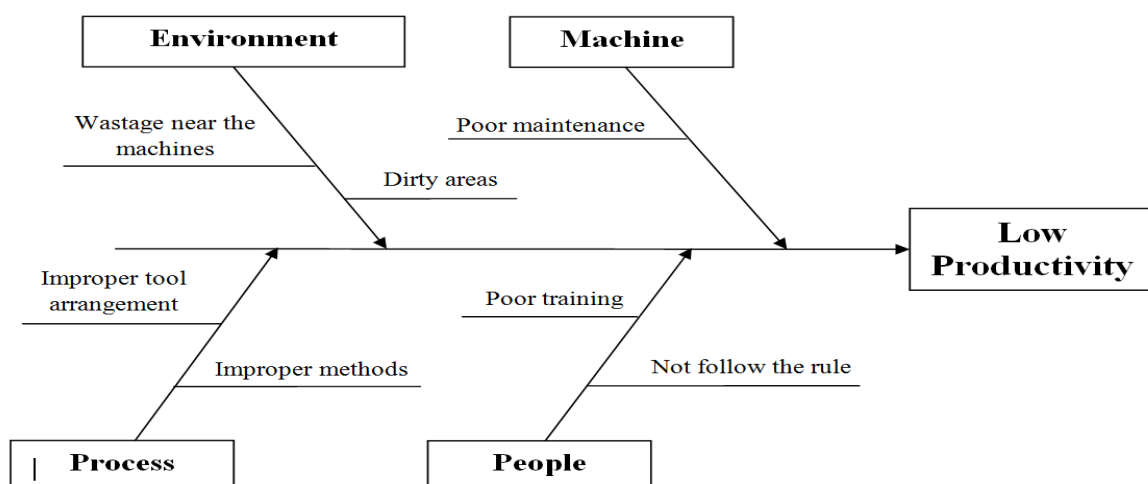 Environment
Machine
Wastage near the
machines
Poor maintenance
Dirty areas
Low
Productivity
Improper tool
arrangement
Poor training
Improper methods
Not follow the rule
Process
People